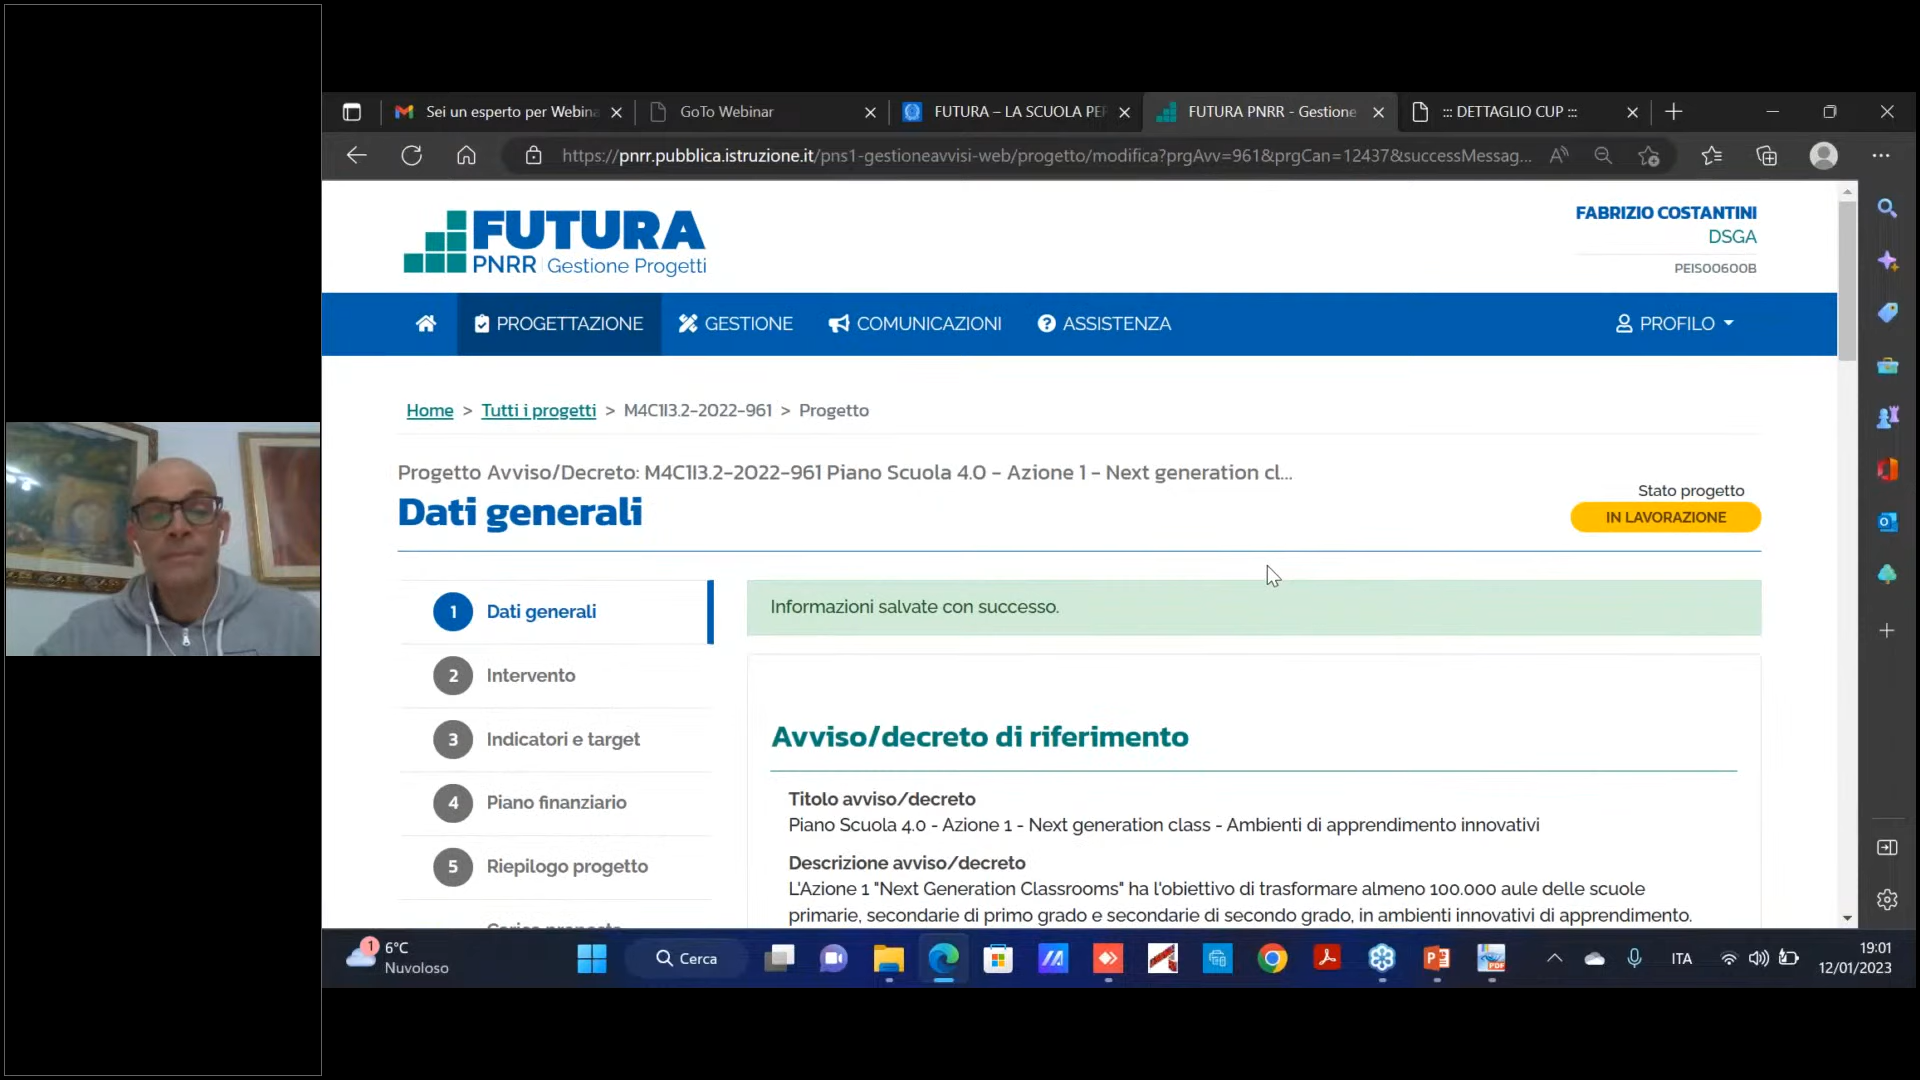 Sei un esperto per Webina
GoTo Webinar
FUTURA – LA SCUOLA PER
FUTURA PNRR - Gestione
::: DETTAGLIO CUP :::
https://pnrr.pubblica.istruzione.it/pns1-gestioneavvisi-web/progetto/modifica?prgAvv=961&prgCan=12437&successMessag...
FUTURA
PNRR | Gestione Progetti
FABRIZIO COSTANTINI
DSGA
PEIS00600B
PROGETTAZIONE
GESTIONE
COMUNICAZIONI
ASSISTENZA
PROFILO
Home > Tutti i progetti > M4C1I3.2-2022-961 > Progetto
Progetto Avviso/Decreto: M4C1I3.2-2022-961 Piano Scuola 4.0 - Azione 1 - Next generation cl...
Dati generali
Stato progetto
IN LAVORAZIONE
1 Dati generali
2 Intervento
3 Indicatori e target
4 Piano finanziario
5 Riepilogo progetto
Informazioni salvate con successo.
Avviso/decreto di riferimento
Titolo avviso/decreto
Piano Scuola 4.0 - Azione 1 - Next generation class - Ambienti di apprendimento innovativi
Descrizione avviso/decreto
L'Azione 1 "Next Generation Classrooms" ha l'obiettivo di trasformare almeno 100.000 aule delle scuole
primarie, secondarie di primo grado e secondarie di secondo grado, in ambienti innovativi di apprendimento.
1
6°C
Nuvoloso
Cerca
ITA
19:01
12/01/2023